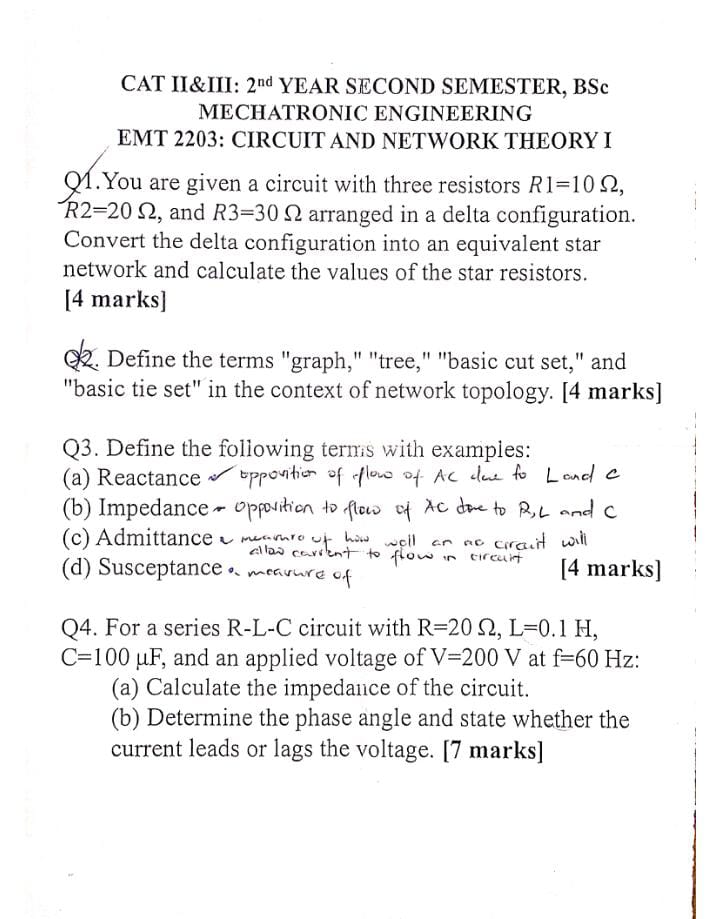 CAT II&III: 2nd YEAR SECOND SEMESTER, BSc
MECHATRONIC ENGINEERING
EMT 2203: CIRCUIT AND NETWORK THEORY I
Q1. You are given a circuit with three resistors R1=10 Ω,
R2=20 Ω, and R3=30 Ω arranged in a delta configuration.
Convert the delta configuration into an equivalent star
network and calculate the values of the star resistors.
[4 marks]
Q2. Define the terms "graph," "tree," "basic cut set," and
"basic tie set" in the context of network topology. [4 marks]
Q3. Define the following terms with examples:
(a) Reactance opposition of flow of AC due to L and C
(b) Impedance opposition to flow of AC due to R, L and C
(c) Admittance measure of how well an ac circuit will
allow current to flow in circuit
(d) Susceptance measure of [4 marks]
Q4. For a series R-L-C circuit with R=20 Ω, L=0.1 H,
C=100 μF, and an applied voltage of V=200 V at f=60 Hz:
(a) Calculate the impedance of the circuit.
(b) Determine the phase angle and state whether the
current leads or lags the voltage. [7 marks]